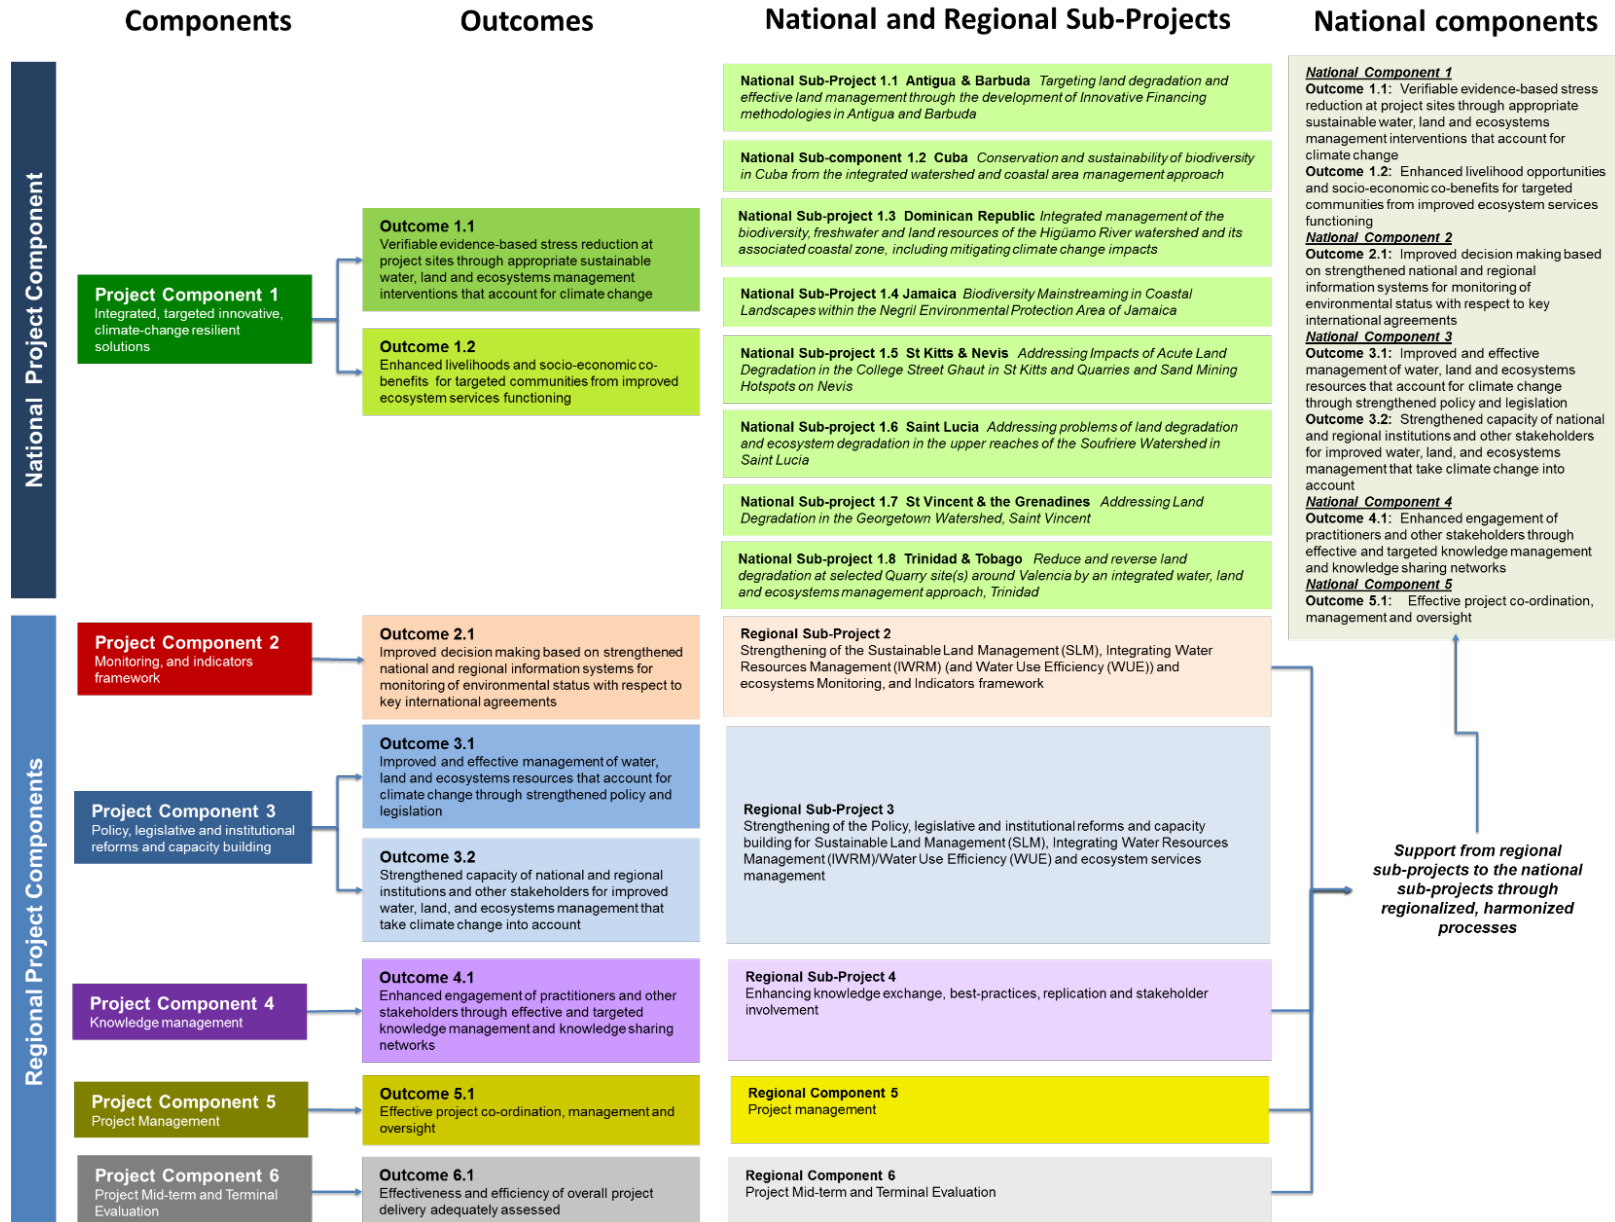 Components
Outcomes
National and Regional Sub-Projects
National components
National Project Component
Regional Project Components
Project Component 1
Integrated, targeted innovative,
climate-change resilient
solutions
Outcome 1.1
Verifiable evidence-based stress reduction at
project sites through appropriate sustainable
water, land and ecosystems management
interventions that account for climate change
Outcome 1.2
Enhanced livelihoods and socio-economic co-
benefits for targeted communities from improved
ecosystem services functioning
National Sub-Project 1.1 Antigua & Barbuda Targeting land degradation and
effective land management through the development of Innovative Financing
methodologies in Antigua and Barbuda
National Sub-component 1.2 Cuba Conservation and sustainability of biodiversity
in Cuba from the integrated watershed and coastal area management approach
National Sub-project 1.3 Dominican Republic Integrated management of the
biodiversity, freshwater and land resources of the Higüamo River watershed and its
associated coastal zone, including mitigating climate change impacts
National Sub-Project 1.4 Jamaica Biodiversity Mainstreaming in Coastal
Landscapes within the Negril Environmental Protection Area of Jamaica
National Sub-project 1.5 St Kitts & Nevis Addressing Impacts of Acute Land
Degradation in the College Street Ghaut in St Kitts and Quarries and Sand Mining
Hotspots on Nevis
National Sub-project 1.6 Saint Lucia Addressing problems of land degradation
and ecosystem degradation in the upper reaches of the Soufriere Watershed in
Saint Lucia
National Sub-project 1.7 St Vincent & the Grenadines Addressing Land
Degradation in the Georgetown Watershed, Saint Vincent
National Sub-project 1.8 Trinidad & Tobago Reduce and reverse land
degradation at selected Quarry site(s) around Valencia by an integrated water, land
and ecosystems management approach, Trinidad
National Component 1
Outcome 1.1: Verifiable evidence-based stress
reduction at project sites through appropriate
sustainable water, land and ecosystems
management interventions that account for
climate change
Outcome 1.2: Enhanced livelihood opportunities
and socio-economic co-benefits for targeted
communities from improved ecosystem services
functioning
National Component 2
Outcome 2.1: Improved decision making based
on strengthened national and regional
information systems for monitoring of
environmental status with respect to key
international agreements
National Component 3
Outcome 3.1: Improved and effective
management of water, land and ecosystems
resources that account for climate change
through strengthened policy and legislation
Outcome 3.2: Strengthened capacity of national
and regional institutions and other stakeholders
for improved water, land, and ecosystems
management that take climate change into
account
National Component 4
Outcome 4.1: Enhanced engagement of
practitioners and other stakeholders through
effective and targeted knowledge management
and knowledge sharing networks
National Component 5
Outcome 5.1: Effective project co-ordination,
management and oversight
Project Component 2
Monitoring, and indicators
framework
Outcome 2.1
Improved decision making based on strengthened
national and regional information systems for
monitoring of environmental status with respect to
key international agreements
Regional Sub-Project 2
Strengthening of the Sustainable Land Management (SLM), Integrating Water
Resources Management (IWRM) (and Water Use Efficiency (WUE)) and
ecosystems Monitoring, and Indicators framework
Project Component 3
Policy, legislative and institutional
reforms and capacity building
Outcome 3.1
Improved and effective management of water,
land and ecosystems resources that account for
climate change through strengthened policy and
legislation
Outcome 3.2
Strengthened capacity of national and regional
institutions and other stakeholders for improved
water, land, and ecosystems management that
take climate change into account
Regional Sub-Project 3
Strengthening of the Policy, legislative and institutional reforms and capacity
building for Sustainable Land Management (SLM), Integrating Water Resources
Management (IWRM)/Water Use Efficiency (WUE) and ecosystem services
management
Support from regional
sub-projects to the national
sub-projects through
regionalized, harmonized
processes
Project Component 4
Knowledge management
Outcome 4.1
Enhanced engagement of practitioners and other
stakeholders through effective and targeted
knowledge management and knowledge sharing
networks
Regional Sub-Project 4
Enhancing knowledge exchange, best-practices, replication and stakeholder
involvement
Project Component 5
Project Management
Outcome 5.1
Effective project co-ordination, management and
oversight
Regional Component 5
Project management
Project Component 6
Project Mid-term and Terminal
Evaluation
Outcome 6.1
Effectiveness and efficiency of overall project
delivery adequately assessed
Regional Component 6
Project Mid-term and Terminal Evaluation